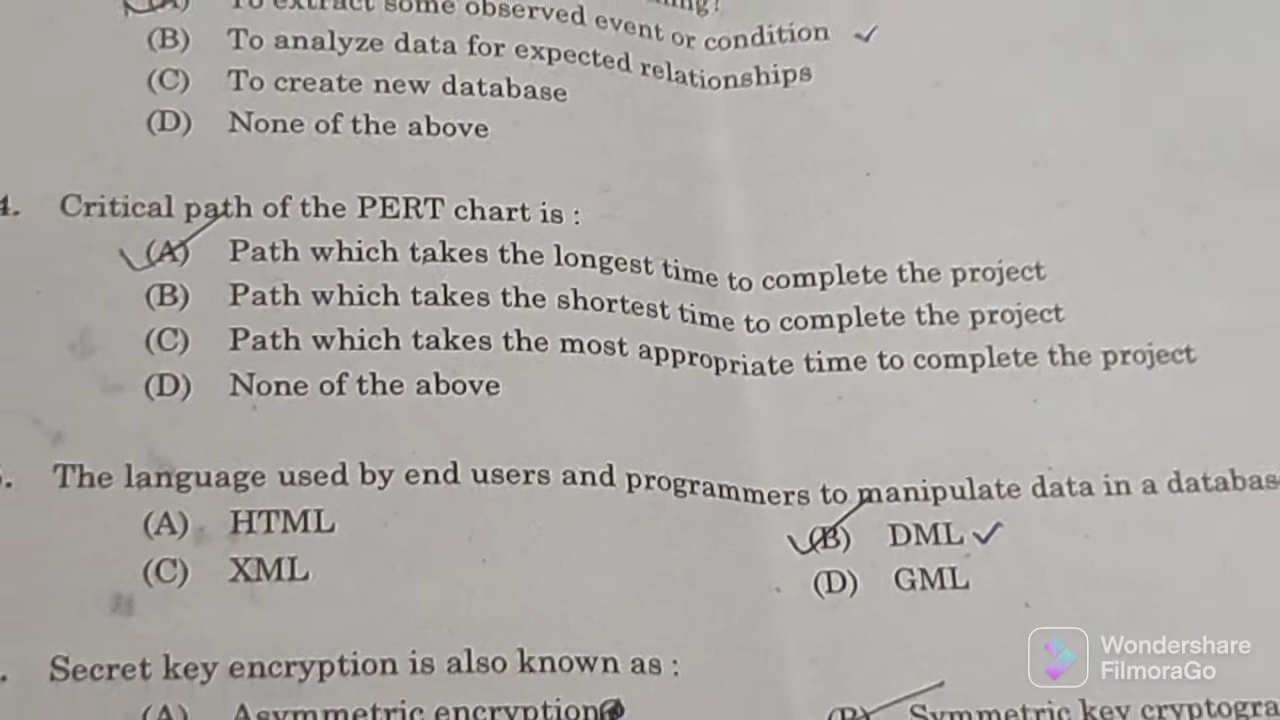 To extract some observed event or condition
(B) To analyze data for expected relationships
(C) To create new database
(D) None of the above
4. Critical path of the PERT chart is :
(A) Path which takes the longest time to complete the project
(B) Path which takes the shortest time to complete the project
(C) Path which takes the most appropriate time to complete the project
(D) None of the above
. The language used by end users and programmers to manipulate data in a databas
(A) HTML
(B) DML
(C) XML
(D) GML
. Secret key encryption is also known as :
(A) Asymmetric encryption
(B) Symmetric key cryptogra
Wondershare
FilmoraGo